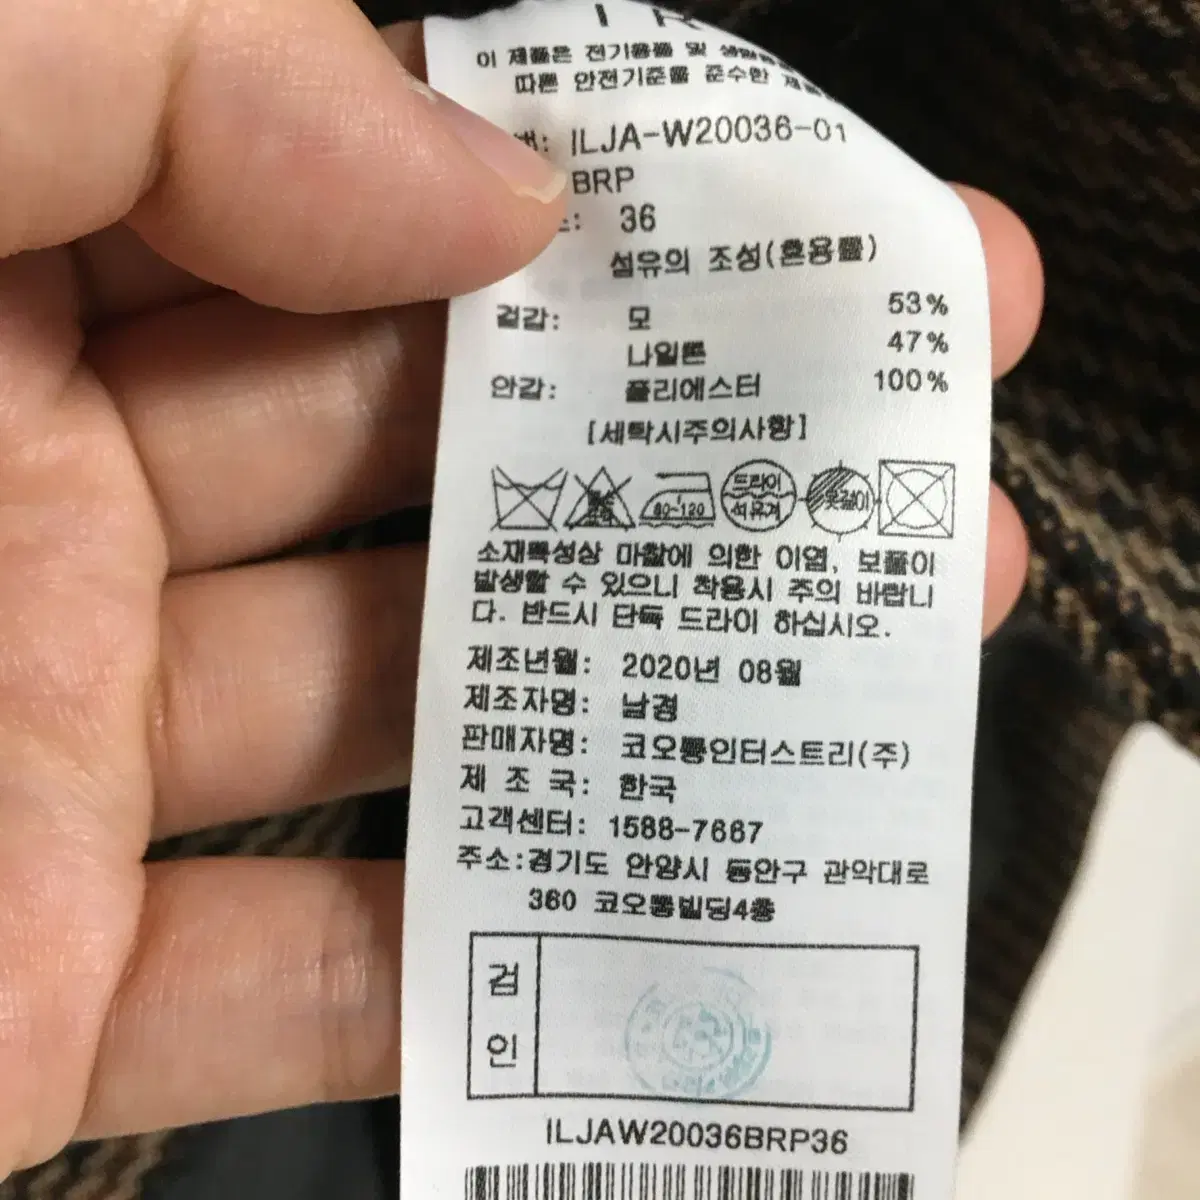 이 제품은 전기용품 및 생활용품
따른 안전기준을 준수한 제품
ILJA-W20036-01
BRP
36
섬유의 조성(혼용률)
겉감: 모 53%
나일론 47%
안감: 폴리에스터 100%
[세탁시주의사항]
80-120 드라이 석유계 옷걸이
소재특성상 마찰에 의한 이염, 보풀이
발생할 수 있으니 착용시 주의 바랍니
다. 반드시 단독 드라이 하십시오.
제조년월: 2020년 08월
제조자명: 남경
판매자명: 코오롱인더스트리(주)
제 조 국: 한국
고객센터: 1588-7667
주소:경기도 안양시 동안구 관악대로
360 코오롱빌딩4층
검
인
ILJAW20036BRP36